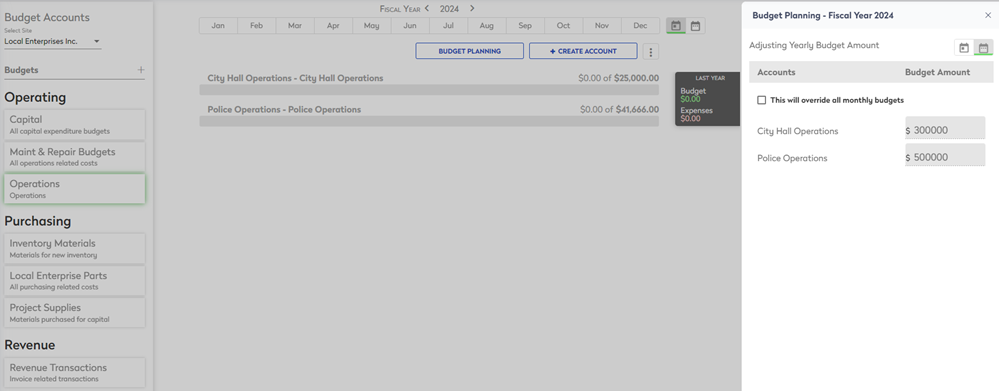 Budget Accounts
Select Site
Local Enterprises Inc.
Budgets +
Operating
Capital
All capital expenditure budgets
Maint & Repair Budgets
All operations related costs
Operations
Operations
Purchasing
Inventory Materials
Materials for new inventory
Local Enterprise Parts
All purchasing related costs
Project Supplies
Materials purchased for capital
Revenue
Revenue Transactions
Invoice related transactions
Fiscal Year < 2024 >
Jan Feb Mar Apr May Jun Jul Aug Sep Oct Nov Dec
BUDGET PLANNING + CREATE ACCOUNT
City Hall Operations - City Hall Operations $0.00 of $25,000.00
Police Operations - Police Operations $0.00 of $41,666.00
LAST YEAR
Budget
$0.00
Expenses
$0.00
Budget Planning - Fiscal Year 2024 ×
Adjusting Yearly Budget Amount
Accounts Budget Amount
This will override all monthly budgets
City Hall Operations $ 300000
Police Operations $ 500000